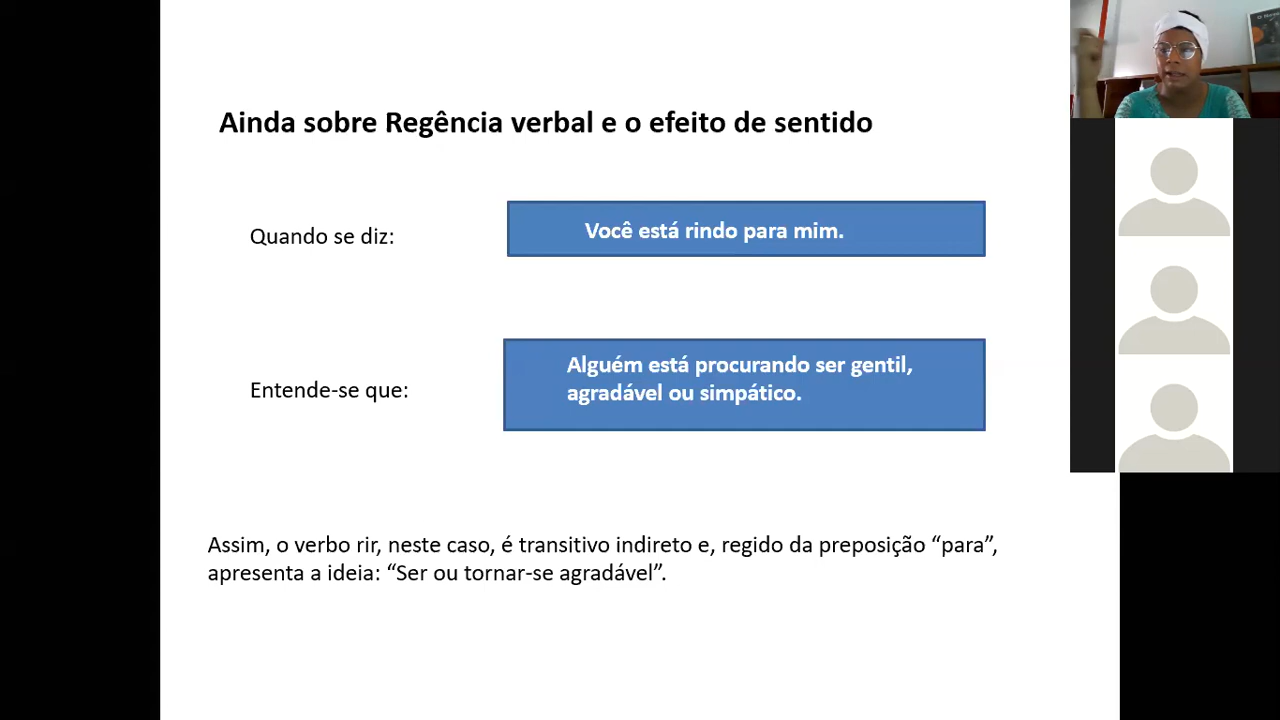 Ainda sobre Regência verbal e o efeito de sentido
Quando se diz:
Você está rindo para mim.
Entende-se que:
Alguém está procurando ser gentil,
agradável ou simpático.
Assim, o verbo rir, neste caso, é transitivo indireto e, regido da preposição “para”,
apresenta a ideia: “Ser ou tornar-se agradável”.